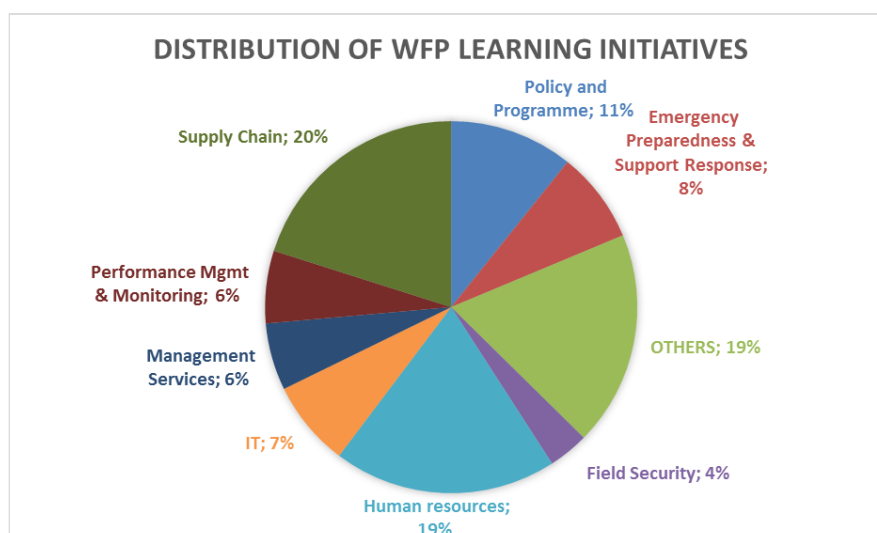 DISTRIBUTION OF WFP LEARNING INITIATIVES
Policy and
Programme; 11%
Emergency
Preparedness &
Support Response;
8%
Supply Chain; 20%
Performance Mgmt
& Monitoring; 6%
OTHERS; 19%
Management
Services; 6%
IT; 7%
Field Security; 4%
Human resources;
19%